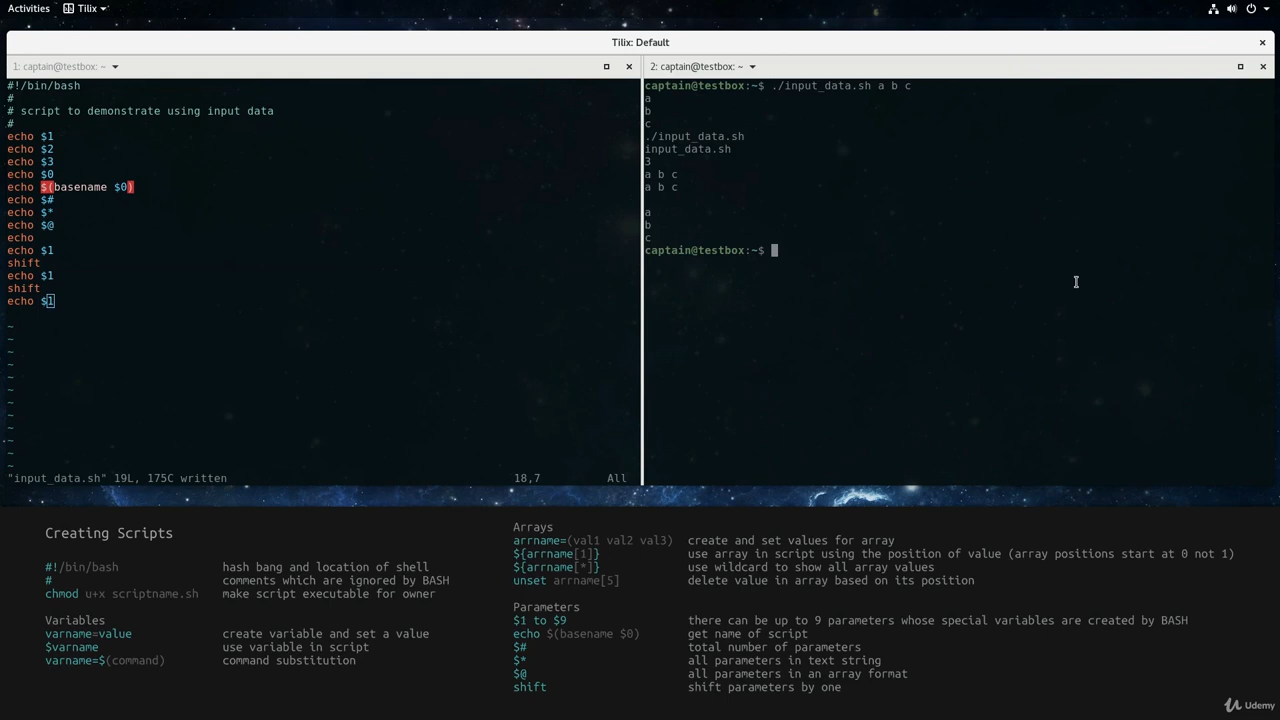 Activities Tilix
Tilix: Default
1: captain@testbox: ~
#!/bin/bash
#
# script to demonstrate using input data
#
echo $1
echo $2
echo $3
echo $0
echo $(basename $0)
echo $#
echo $*
echo $@
echo
echo $1
shift
echo $1
shift
echo $1
~
~
~
~
~
~
~
~
~
~
~
~
"input_data.sh" 19L, 175C written 18,7 All
2: captain@testbox: ~
captain@testbox:~$ ./input_data.sh a b c
a
b
c
./input_data.sh
input_data.sh
3
a b c
a b c
a
b
c
captain@testbox:~$
Creating Scripts
#!/bin/bash hash bang and location of shell
# comments which are ignored by BASH
chmod u+x scriptname.sh make script executable for owner
Variables
varname=value create variable and set a value
$varname use variable in script
varname=$(command) command substitution
Arrays
arrname=(val1 val2 val3) create and set values for array
${arrname[1]} use array in script using the position of value (array positions start at 0 not 1)
${arrname[*]} use wildcard to show all array values
unset arrname[5] delete value in array based on its position
Parameters
$1 to $9 there can be up to 9 parameters whose special variables are created by BASH
echo $(basename $0) get name of script
$# total number of parameters
$* all parameters in text string
$@ all parameters in an array format
shift shift parameters by one
Udemy